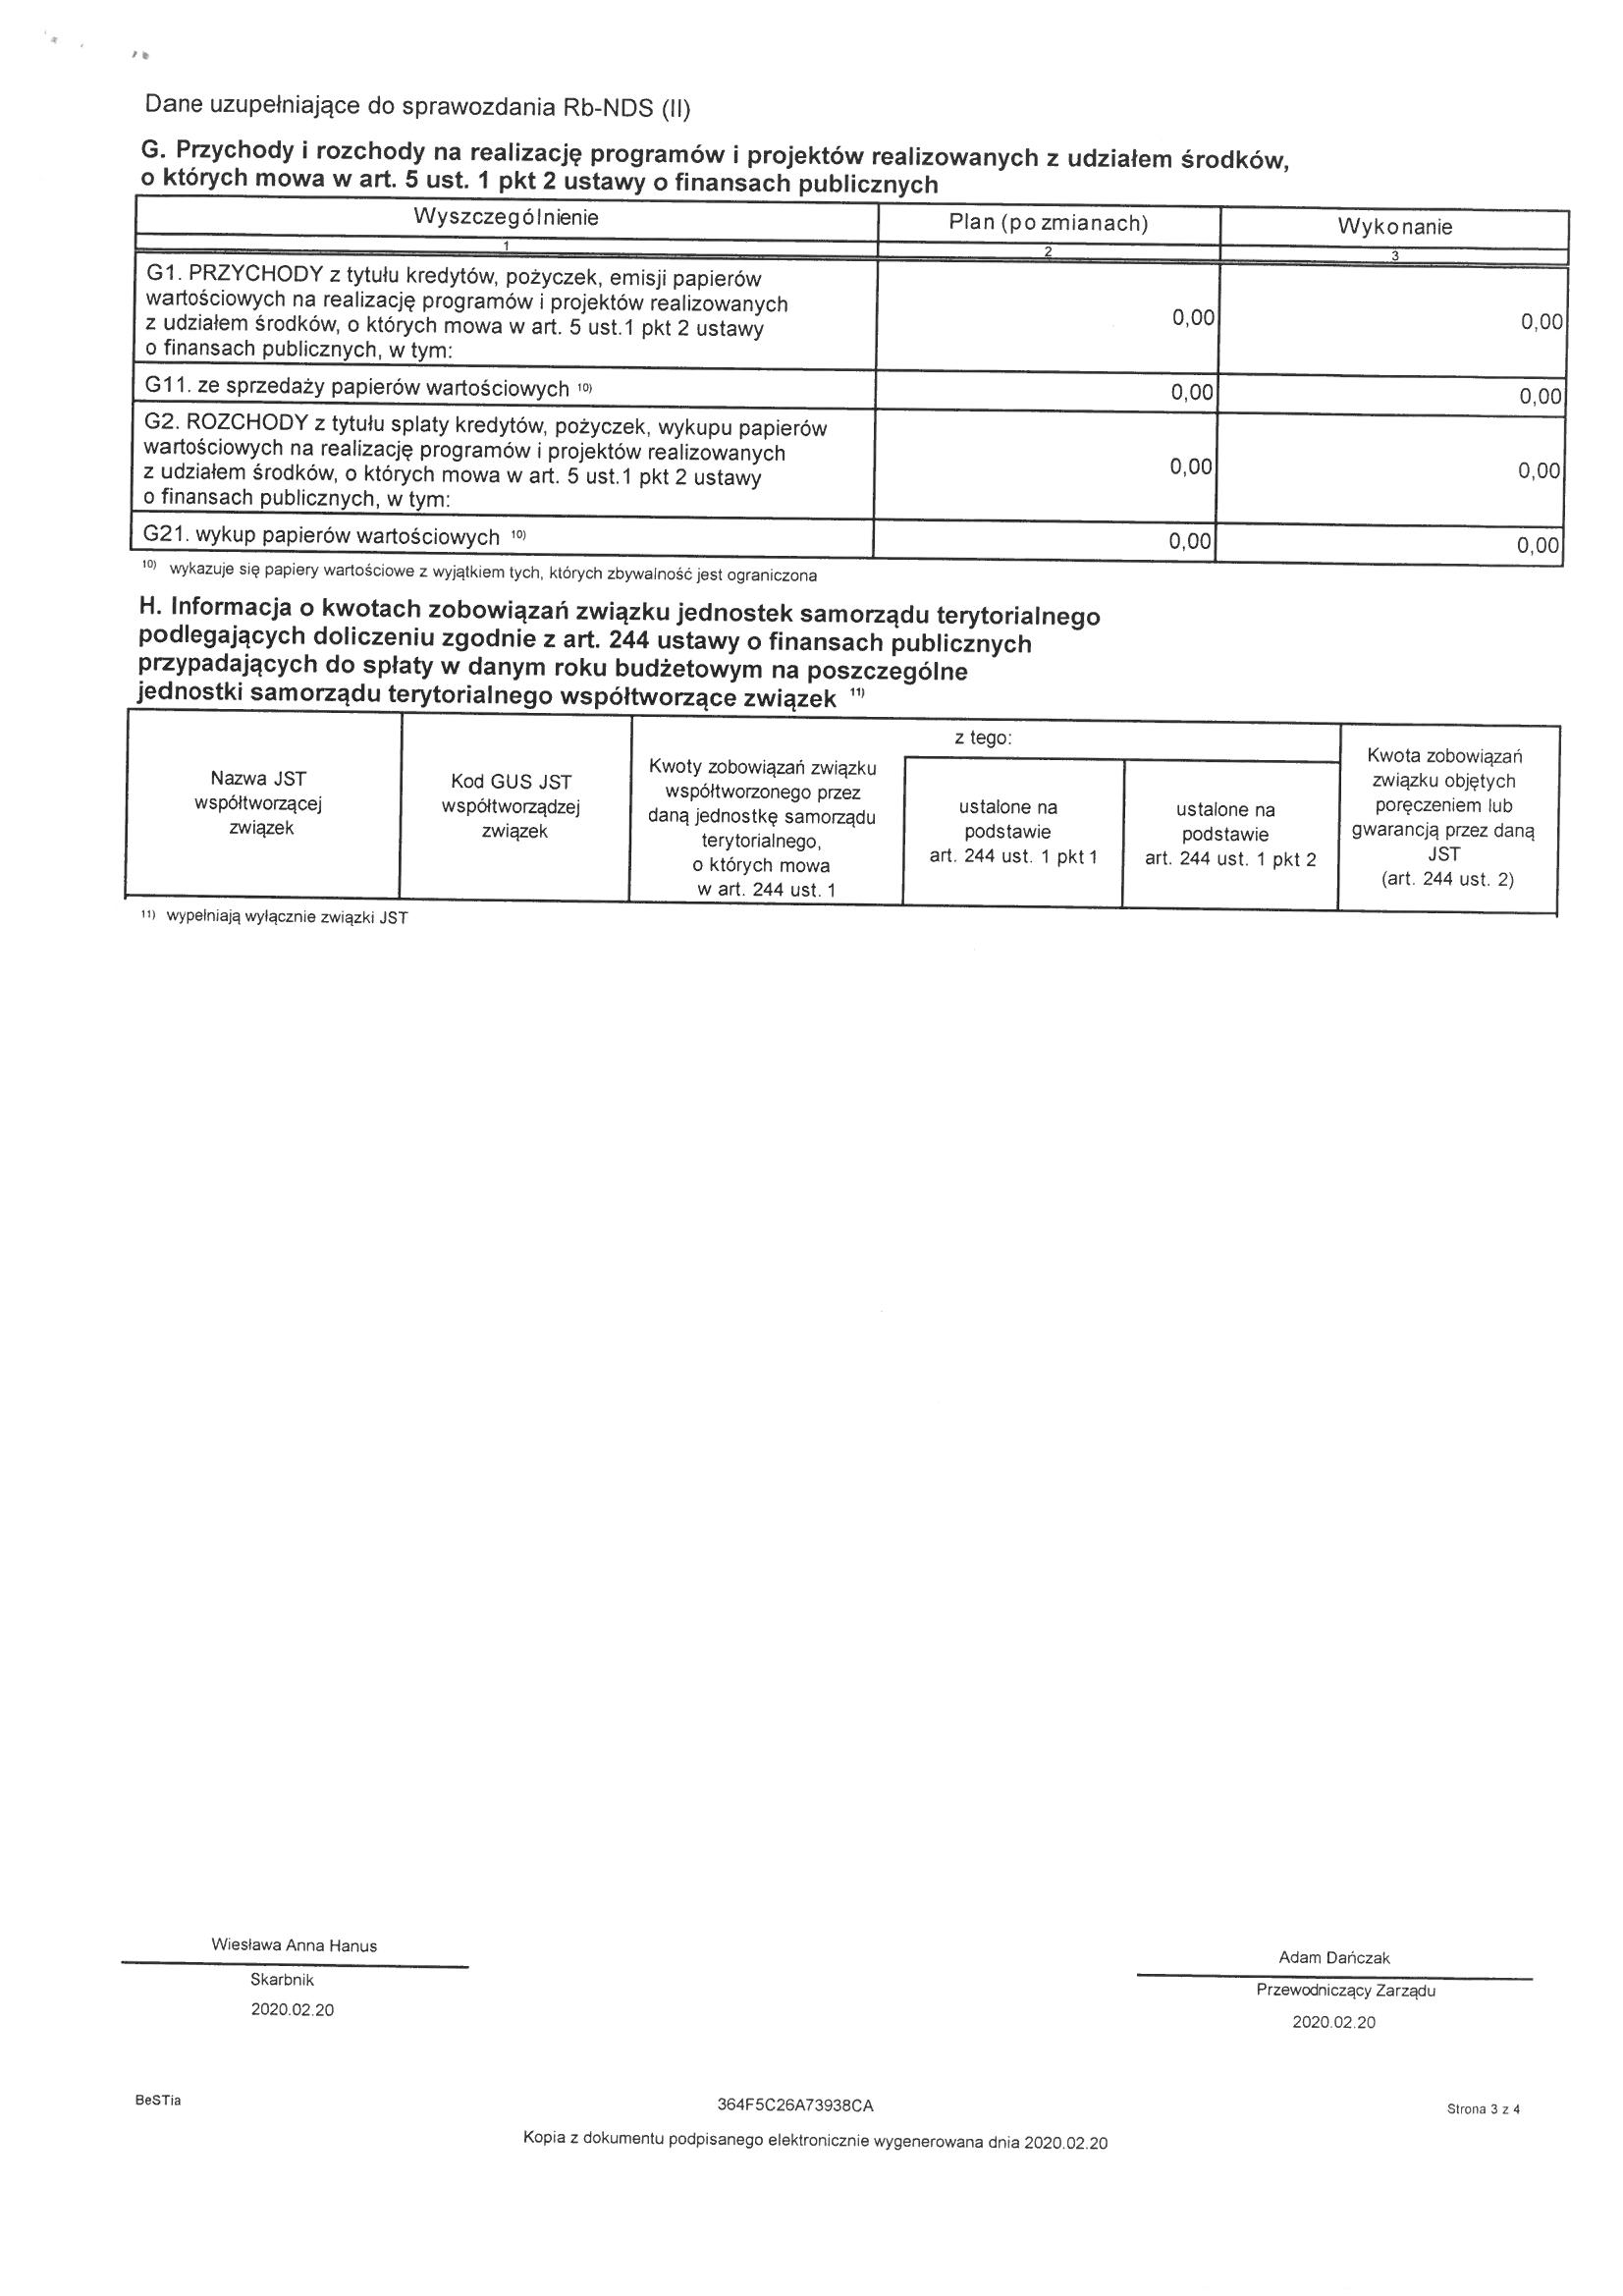 Dane uzupełniające do sprawozdania Rb-NDS (II)
G. Przychody i rozchody na realizację programów i projektów realizowanych z udziałem środków,
o których mowa w art. 5 ust. 1 pkt 2 ustawy o finansach publicznych
Wyszczególnienie Plan (po zmianach) Wykonanie
1 2 3
G1. PRZYCHODY z tytułu kredytów, pożyczek, emisji papierów
wartościowych na realizację programów i projektów realizowanych
z udziałem środków, o których mowa w art. 5 ust.1 pkt 2 ustawy
o finansach publicznych, w tym:
0,00 0,00
G11. ze sprzedaży papierów wartościowych 10) 0,00 0,00
G2. ROZCHODY z tytułu spłaty kredytów, pożyczek, wykupu papierów
wartościowych na realizację programów i projektów realizowanych
z udziałem środków, o których mowa w art. 5 ust.1 pkt 2 ustawy
o finansach publicznych, w tym:
0,00 0,00
G21. wykup papierów wartościowych 10) 0,00 0,00
10) wykazuje się papiery wartościowe z wyjątkiem tych, których zbywalność jest ograniczona
H. Informacja o kwotach zobowiązań związku jednostek samorządu terytorialnego
podlegających doliczeniu zgodnie z art. 244 ustawy o finansach publicznych
przypadających do spłaty w danym roku budżetowym na poszczególne
jednostki samorządu terytorialnego współtworzące związek 11)
Nazwa JST
współtworzącej
związek
Kod GUS JST
współtworządzej
związek
Kwoty zobowiązań związku
współtworzonego przez
daną jednostkę samorządu
terytorialnego,
o których mowa
w art. 244 ust. 1
z tego:
ustalone na
podstawie
art. 244 ust. 1 pkt 1
ustalone na
podstawie
art. 244 ust. 1 pkt 2
Kwota zobowiązań
związku objętych
poręczeniem lub
gwarancją przez daną
JST
(art. 244 ust. 2)
11) wypełniają wyłącznie związki JST
Wiesława Anna Hanus
Skarbnik
2020.02.20
Adam Dańczak
Przewodniczący Zarządu
2020.02.20
BeSTia 364F5C26A73938CA Strona 3 z 4
Kopia z dokumentu podpisanego elektronicznie wygenerowana dnia 2020.02.20